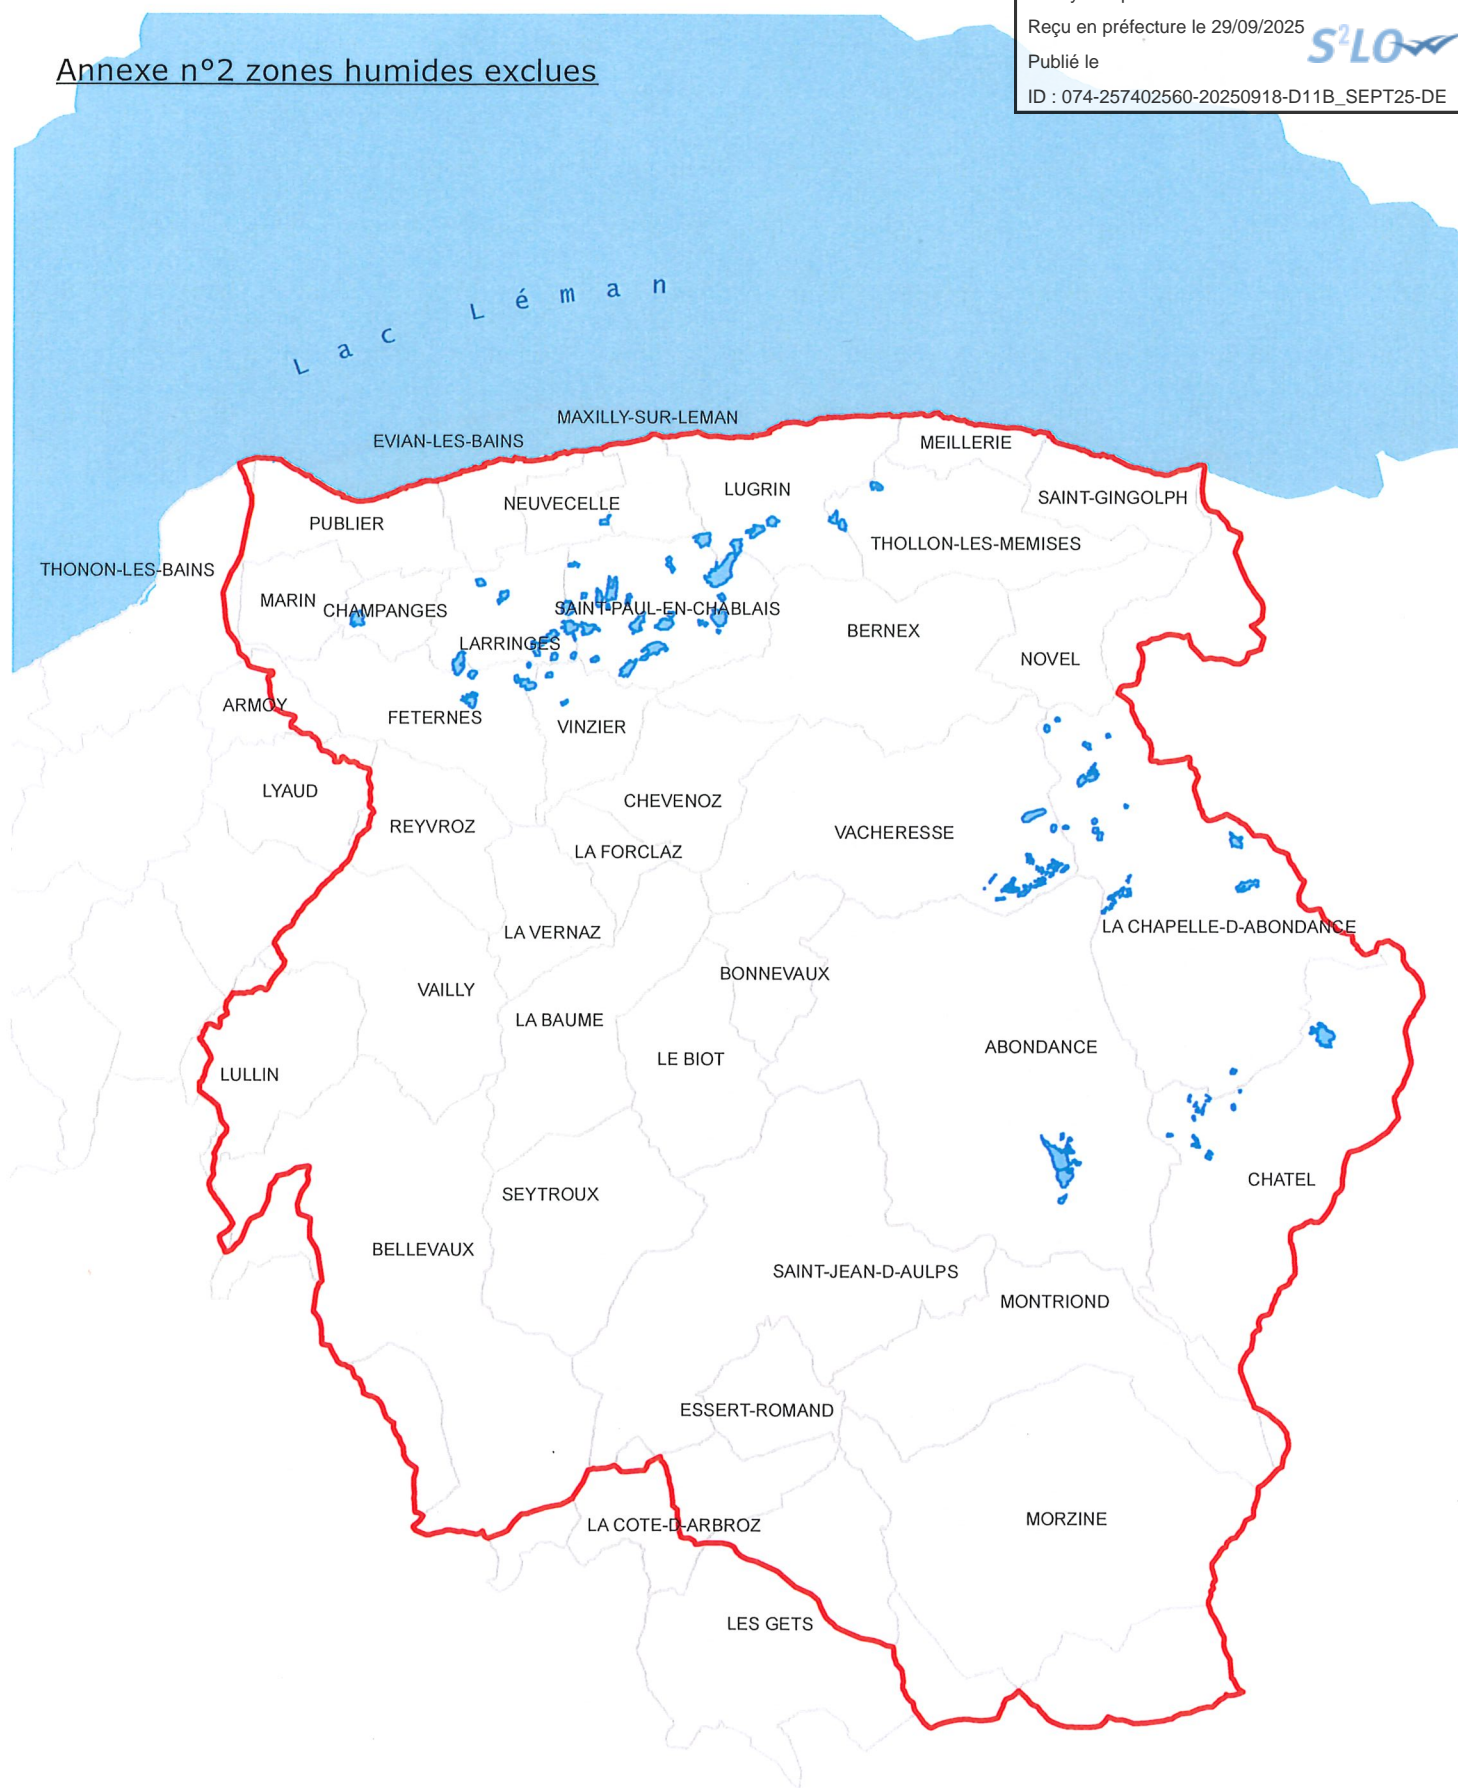 Reçu en préfecture le 29/09/2025
S²LO
Publié le
ID : 074-257402560-20250918-D11B_SEPT25-DE
Annexe n°2 zones humides exclues
Lac Léman
MAXILLY-SUR-LEMAN
EVIAN-LES-BAINS
MEILLERIE
LUGRIN
SAINT-GINGOLPH
NEUVECELLE
PUBLIER
THOLLON-LES-MEMISES
THONON-LES-BAINS
MARIN
CHAMPANGES
SAINT-PAUL-EN-CHABLAIS
BERNEX
LARRINGES
NOVEL
ARMOY
FETERNES
VINZIER
LYAUD
CHEVENOZ
REYVROZ
VACHERESSE
LA FORCLAZ
LA CHAPELLE-D-ABONDANCE
LA VERNAZ
BONNEVAUX
VAILLY
LA BAUME
ABONDANCE
LE BIOT
LULLIN
CHATEL
SEYTROUX
BELLEVAUX
SAINT-JEAN-D-AULPS
MONTRIOND
ESSERT-ROMAND
MORZINE
LA COTE-D-ARBROZ
LES GETS